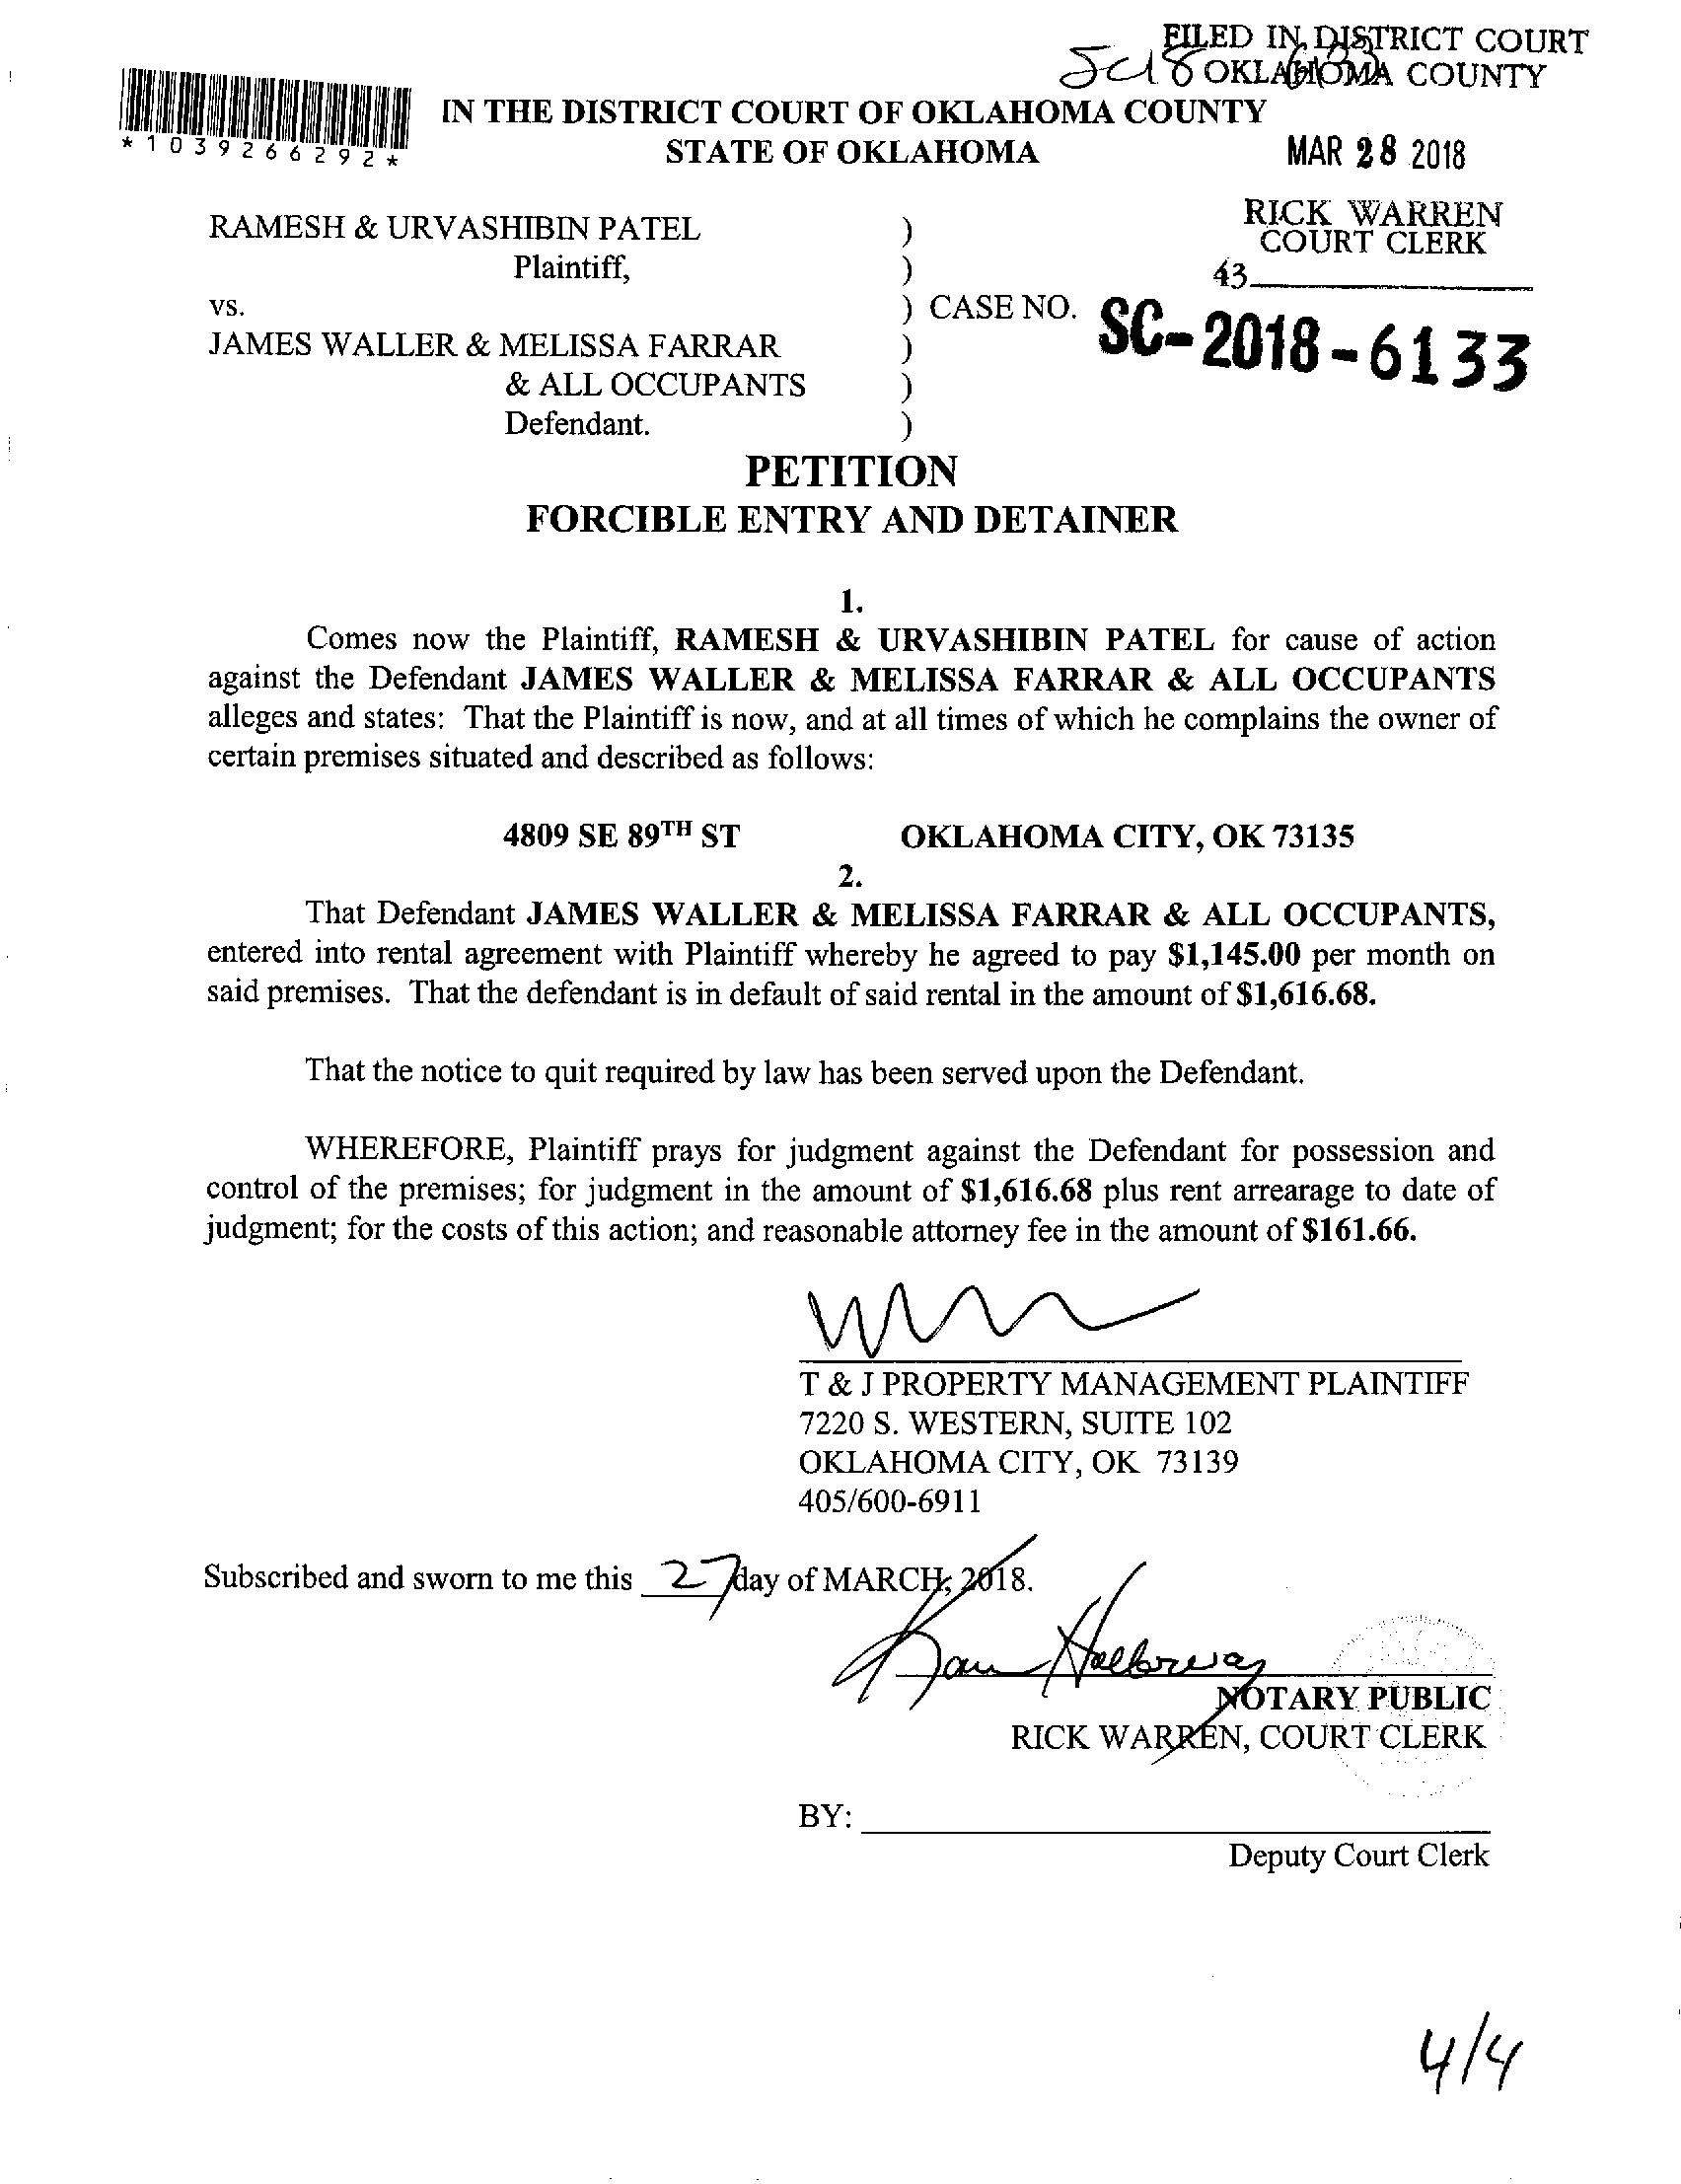 FILED IN DISTRICT COURT
OKLAHOMA COUNTY
*1039266292*
IN THE DISTRICT COURT OF OKLAHOMA COUNTY
STATE OF OKLAHOMA
MAR 28 2018
RICK WARREN
COURT CLERK
43
RAMESH & URVASHIBIN PATEL )
Plaintiff, )
vs. ) CASE NO. SC-2018-6133
JAMES WALLER & MELISSA FARRAR )
& ALL OCCUPANTS )
Defendant. )
PETITION
FORCIBLE ENTRY AND DETAINER
1.
Comes now the Plaintiff, RAMESH & URVASHIBIN PATEL for cause of action
against the Defendant JAMES WALLER & MELISSA FARRAR & ALL OCCUPANTS
alleges and states: That the Plaintiff is now, and at all times of which he complains the owner of
certain premises situated and described as follows:
4809 SE 89TH ST OKLAHOMA CITY, OK 73135
2.
That Defendant JAMES WALLER & MELISSA FARRAR & ALL OCCUPANTS,
entered into rental agreement with Plaintiff whereby he agreed to pay $1,145.00 per month on
said premises. That the defendant is in default of said rental in the amount of $1,616.68.
That the notice to quit required by law has been served upon the Defendant.
WHEREFORE, Plaintiff prays for judgment against the Defendant for possession and
control of the premises; for judgment in the amount of $1,616.68 plus rent arrearage to date of
judgment; for the costs of this action; and reasonable attorney fee in the amount of $161.66.
T & J PROPERTY MANAGEMENT PLAINTIFF
7220 S. WESTERN, SUITE 102
OKLAHOMA CITY, OK 73139
405/600-6911
Subscribed and sworn to me this 27 day of MARCH, 2018.
NOTARY PUBLIC
RICK WARREN, COURT CLERK
BY:
Deputy Court Clerk
4/4